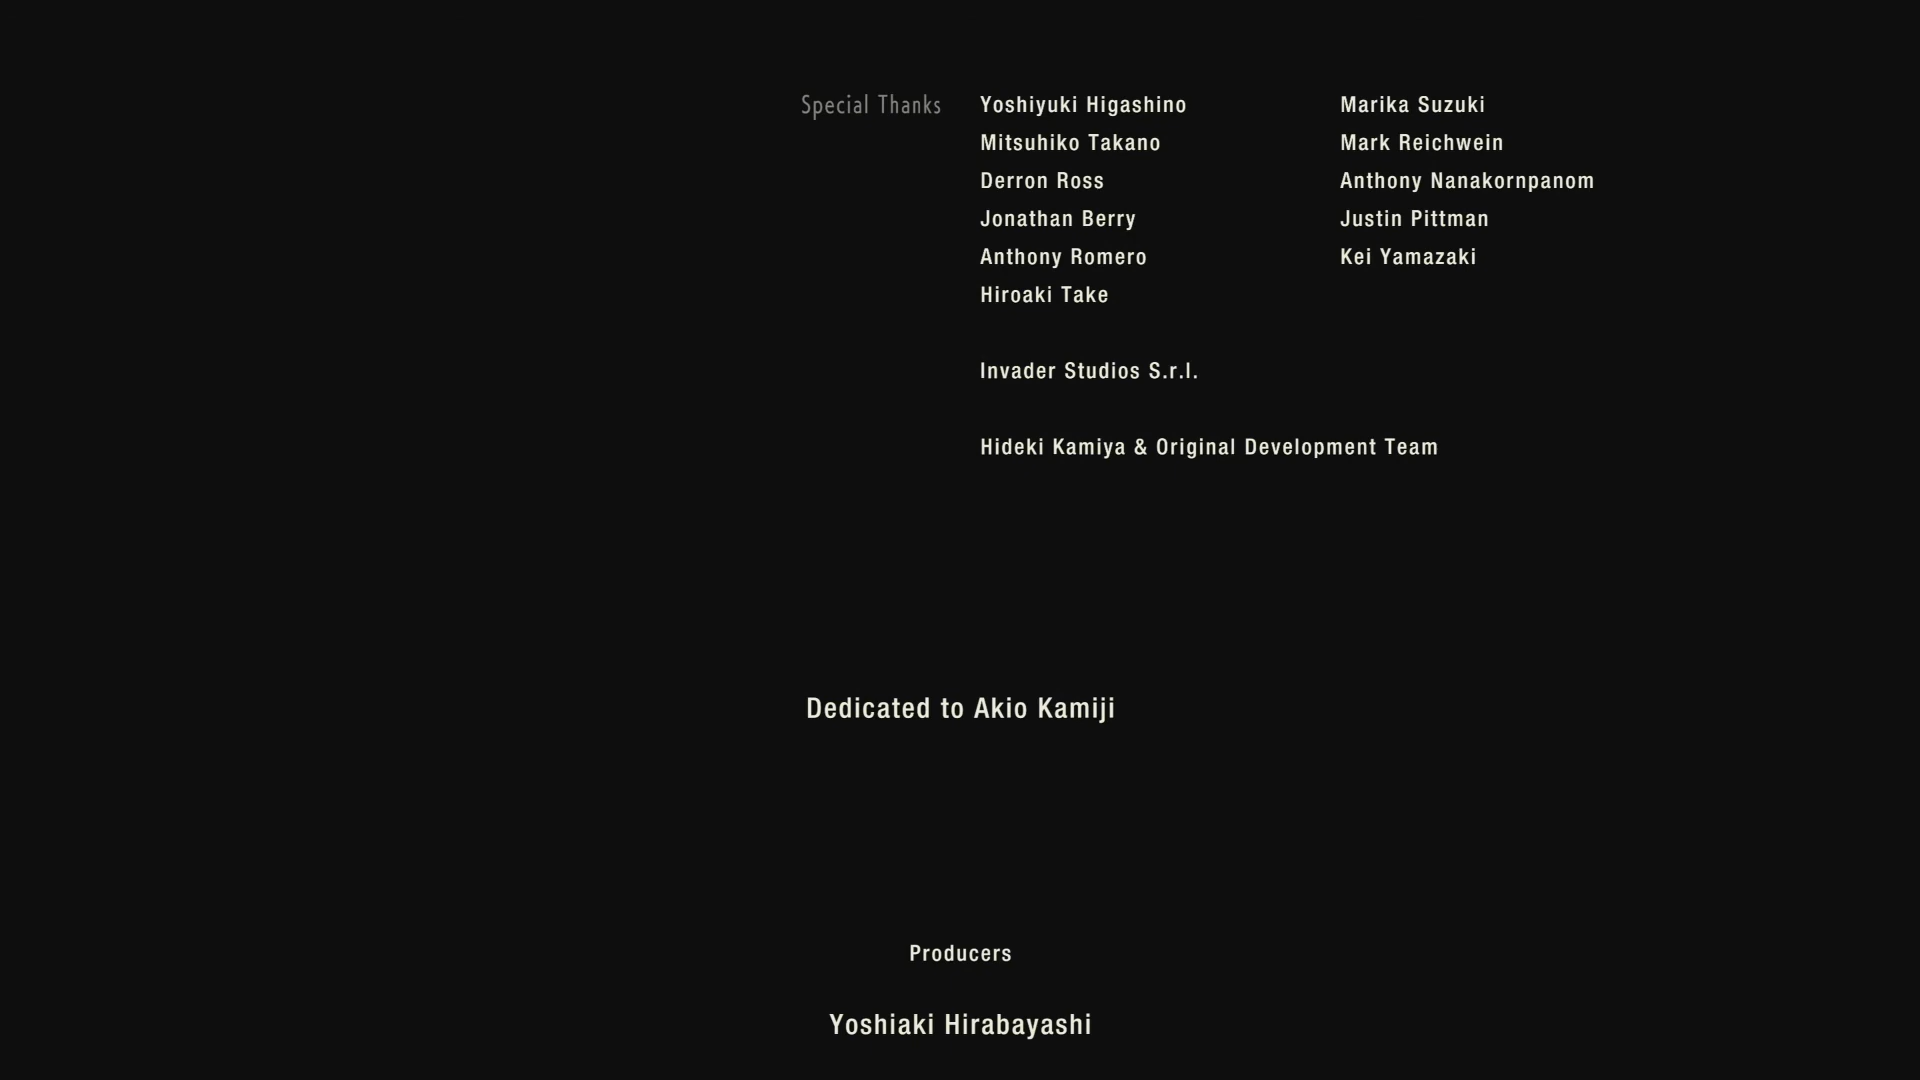 Special Thanks
Yoshiyuki Higashino Marika Suzuki
Mitsuhiko Takano Mark Reichwein
Derron Ross Anthony Nanakornpanom
Jonathan Berry Justin Pittman
Anthony Romero Kei Yamazaki
Hiroaki Take
Invader Studios S.r.l.
Hideki Kamiya & Original Development Team
Dedicated to Akio Kamiji
Producers
Yoshiaki Hirabayashi